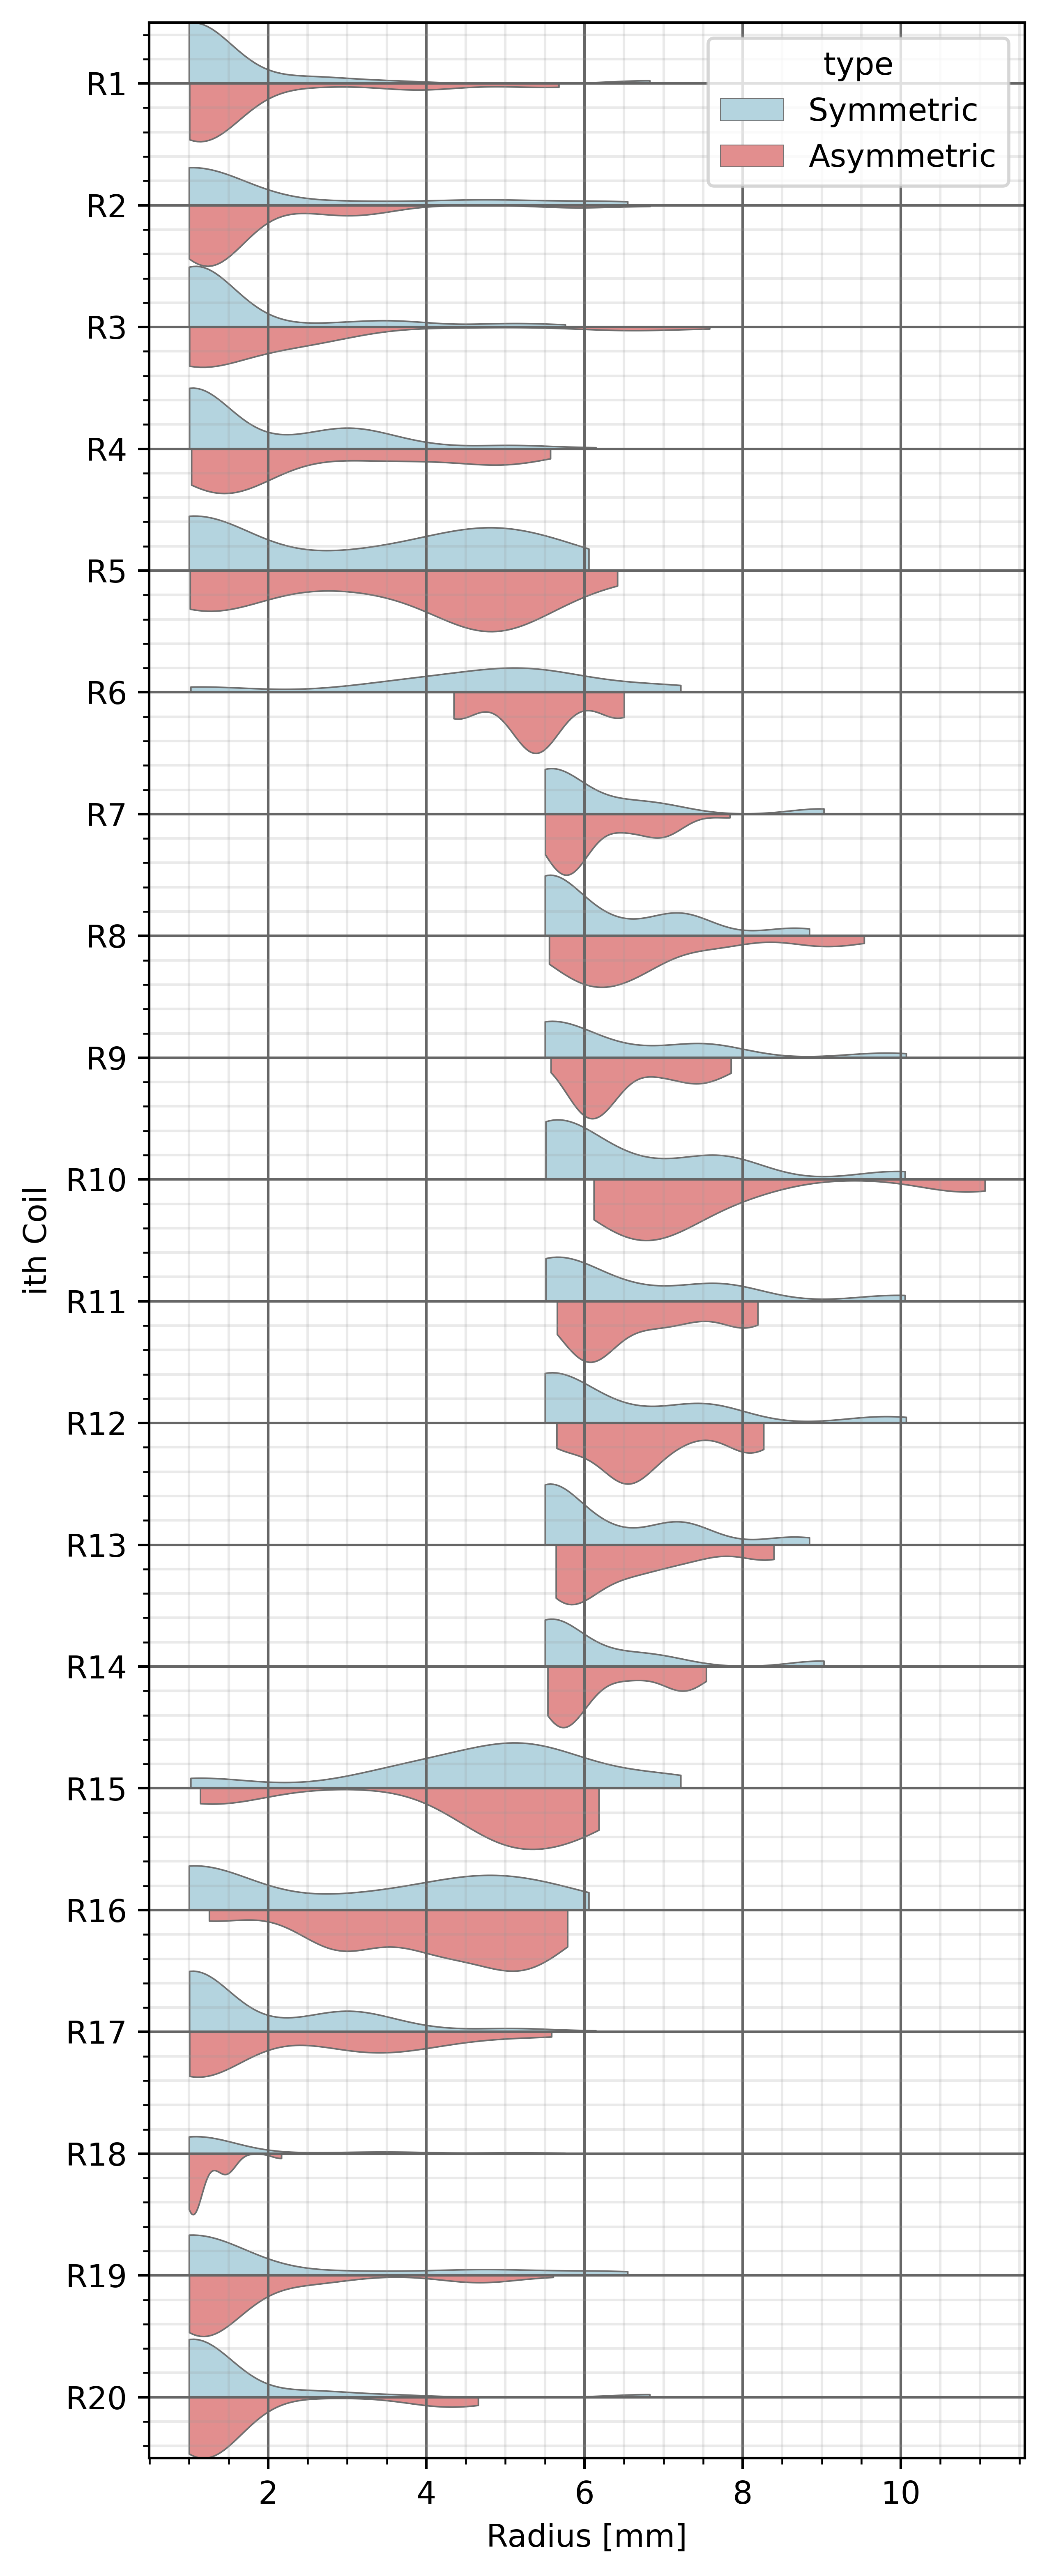 type
Symmetric
Asymmetric
R1
R2
R3
R4
R5
R6
R7
R8
R9
R10
R11
R12
R13
R14
R15
R16
R17
R18
R19
R20
ith Coil
2 4 6 8 10
Radius [mm]